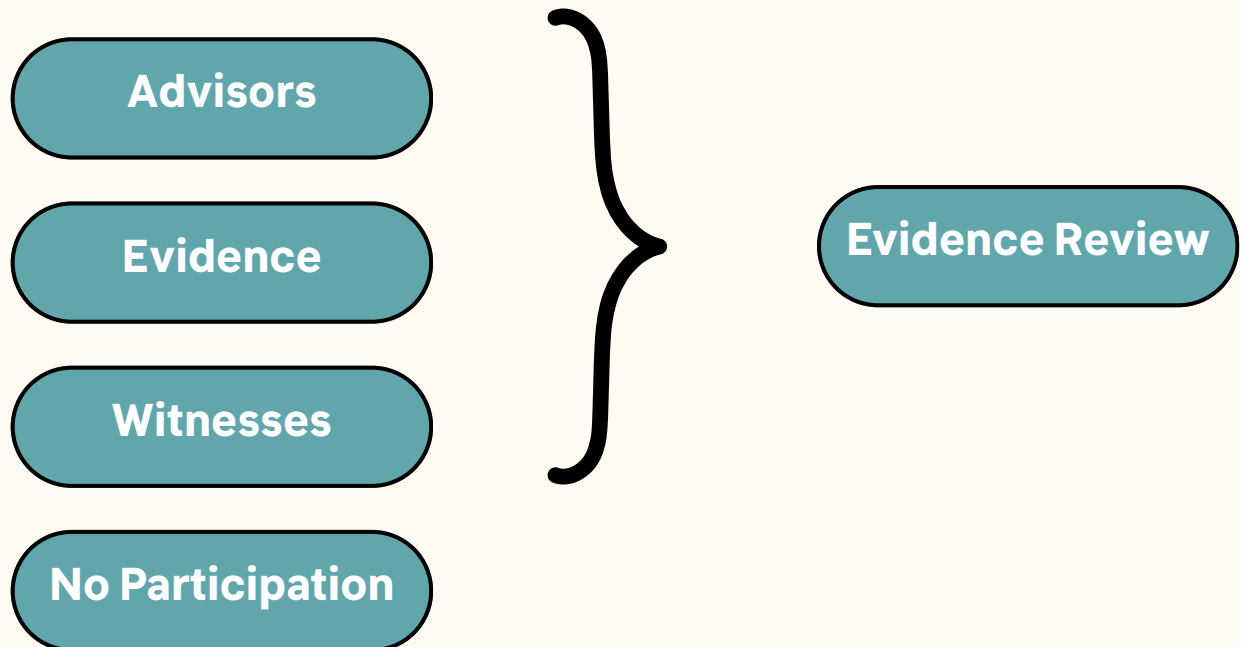 Advisors
Evidence
Witnesses
No Participation
Evidence Review